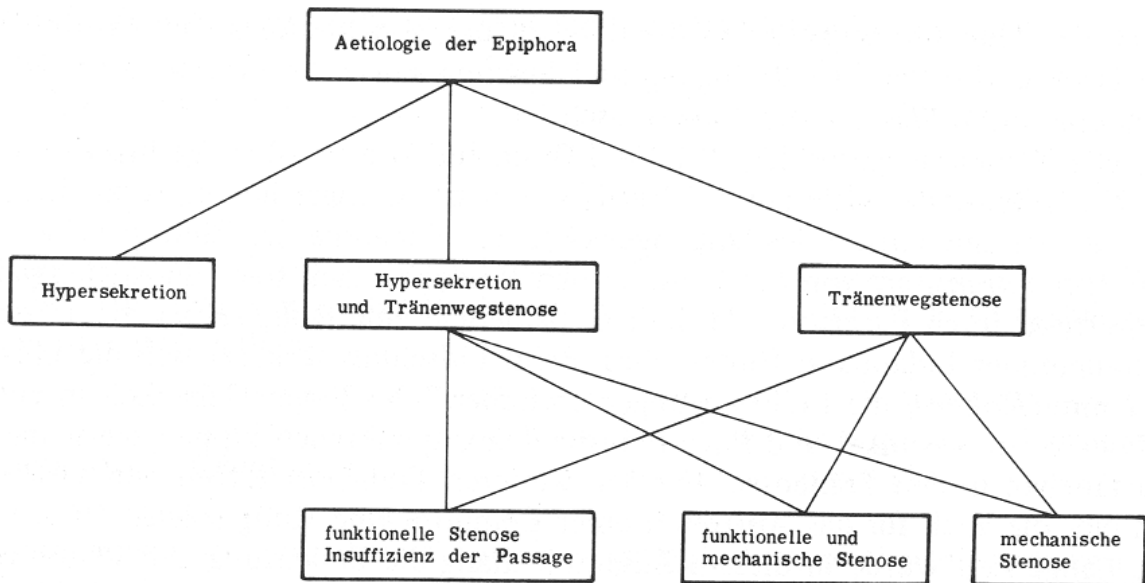 Aetiologie der Epiphora
Hypersekretion
Hypersekretion
und Tränenwegstenose
Tränenwegstenose
funktionelle Stenose
Insuffizienz der Passage
funktionelle und
mechanische Stenose
mechanische
Stenose